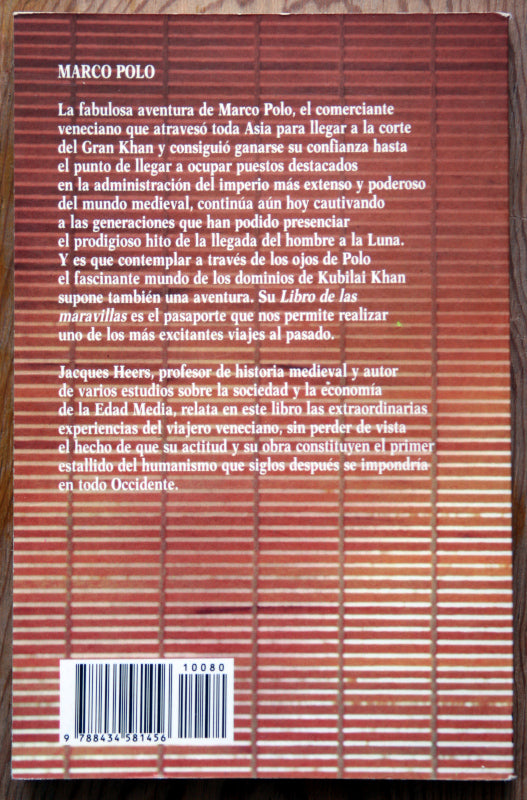 MARCO POLO
La fabulosa aventura de Marco Polo, el comerciante
veneciano que atravesó toda Asia para llegar a la corte
del Gran Khan y consiguió ganarse su confianza hasta
el punto de llegar a ocupar puestos destacados
en la administración del imperio más extenso y poderoso
del mundo medieval, continúa aún hoy cautivando
a las generaciones que han podido presenciar
el prodigioso hito de la llegada del hombre a la Luna.
Y es que contemplar a través de los ojos de Polo
el fascinante mundo de los dominios de Kubilai Khan
supone también una aventura. Su Libro de las
maravillas es el pasaporte que nos permite realizar
uno de los más excitantes viajes al pasado.
Jacques Heers, profesor de historia medieval y autor
de varios estudios sobre la sociedad y la economía
de la Edad Media, relata en este libro las extraordinarias
experiencias del viajero veneciano, sin perder de vista
el hecho de que su actitud y su obra constituyen el primer
estallido del humanismo que siglos después se impondría
en todo Occidente.
10080
9 788434 581456